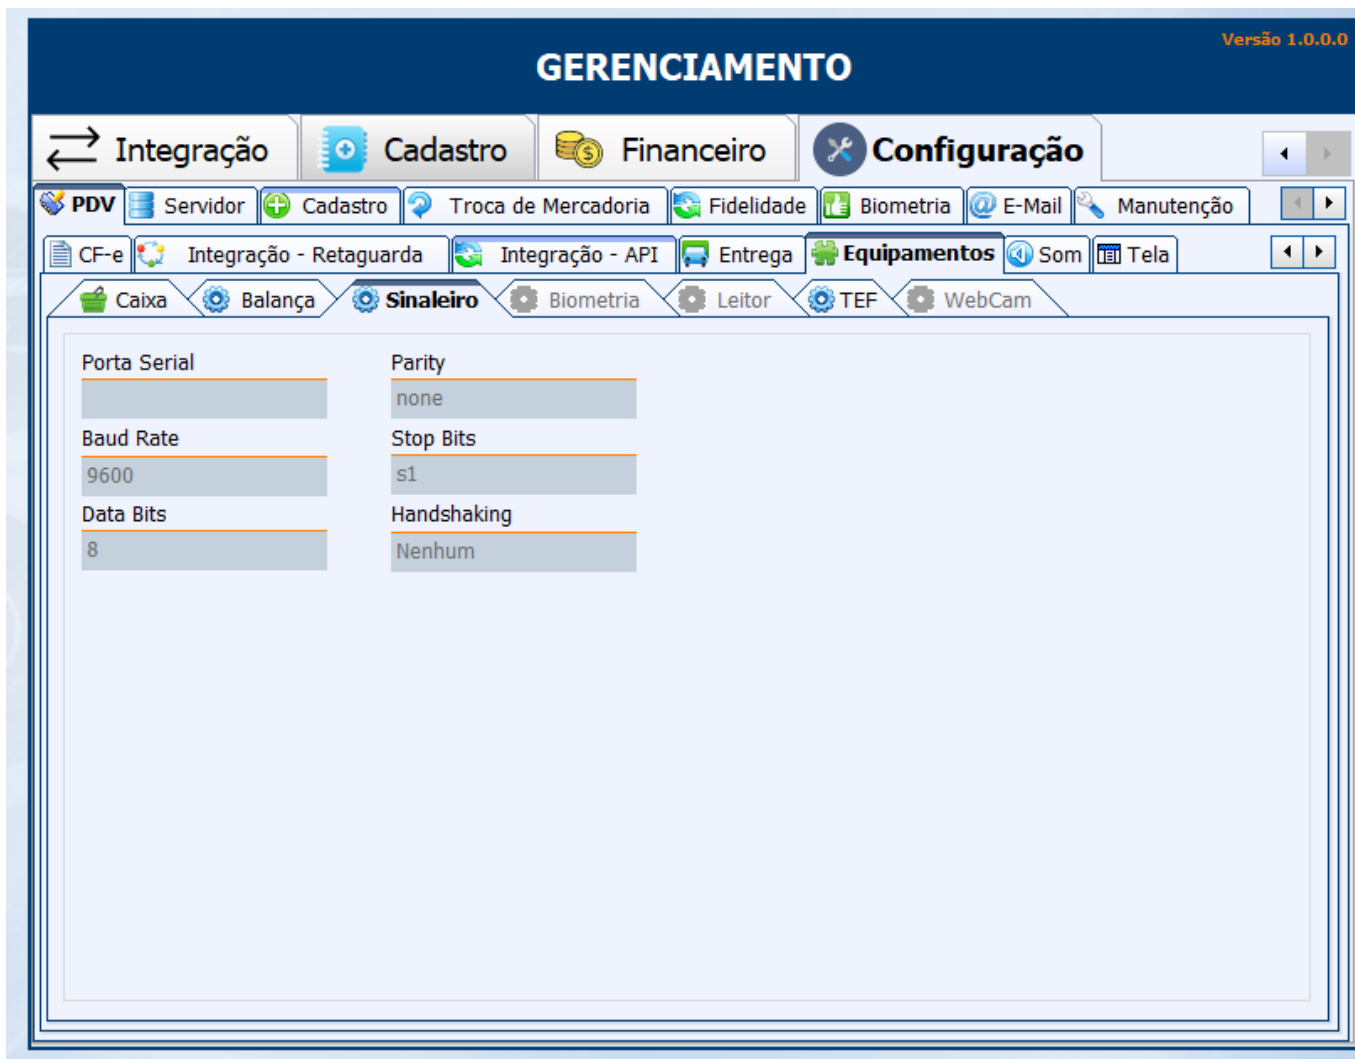 Versão 1.0.0.0
GERENCIAMENTO
Integração Cadastro Financeiro Configuração
PDV Servidor Cadastro Troca de Mercadoria Fidelidade Biometria E-Mail Manutenção
CF-e Integração - Retaguarda Integração - API Entrega Equipamentos Som Tela
Caixa Balança Sinaleiro Biometria Leitor TEF WebCam
Porta Serial Parity
none
Baud Rate Stop Bits
9600 s1
Data Bits Handshaking
8 Nenhum